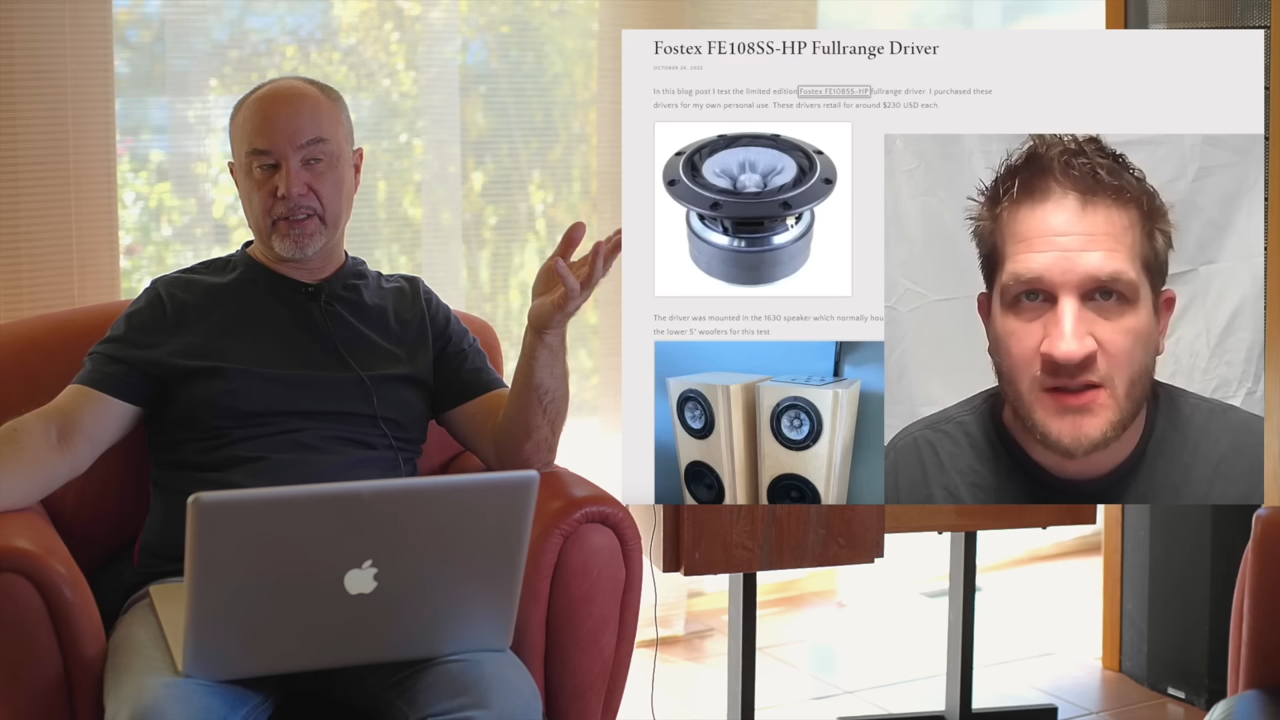 Fostex FE108SS-HP Fullrange Driver
OCTOBER 26, 2022
In this blog post I test the limited edition Fostex FE108SS-HP fullrange driver. I purchased these
drivers for my own personal use. These drivers retail for around $230 USD each.
The driver was mounted in the 1630 speaker which normally hou
the lower 5" woofers for this test